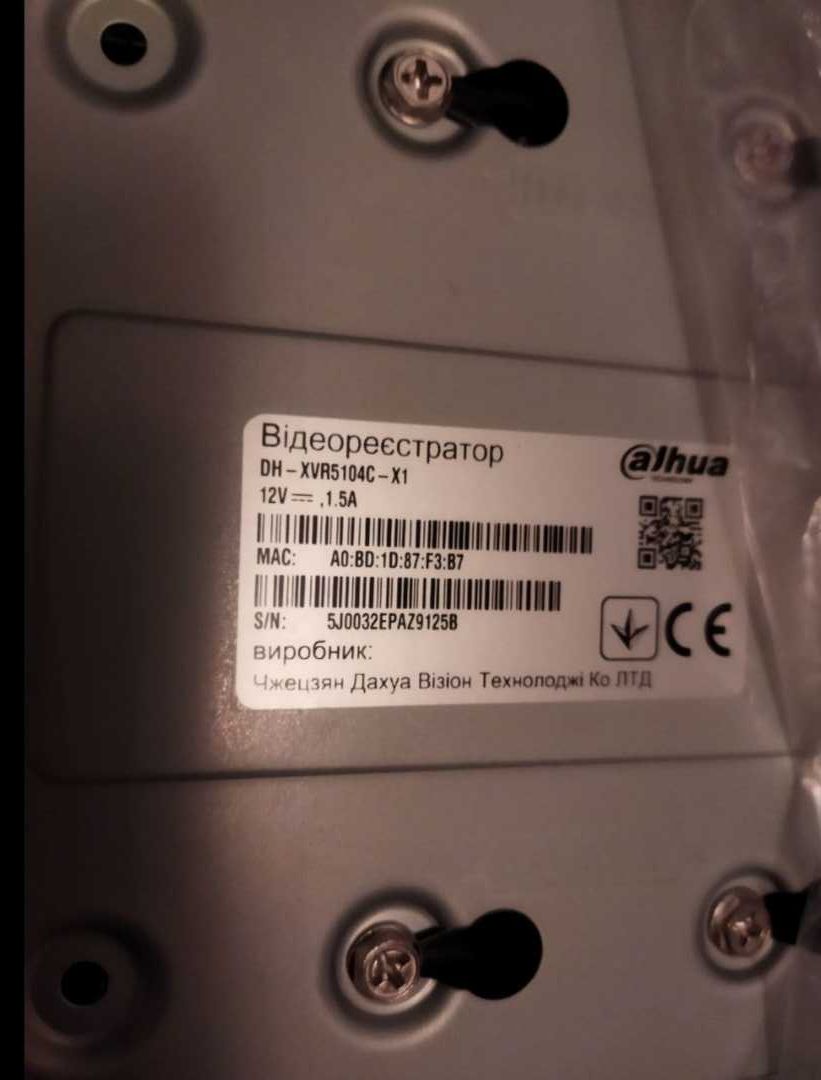 Відеореєстратор
DH-XVR5104C-X1
12V⎓,1.5A
alhua
TECHNOLOGY
MAC: A0:BD:1D:87:F3:B7
S/N: 5J0032EPAZ9125B
CE
виробник:
Чжецзян Дахуа Візіон Технолоджі Ко ЛТД